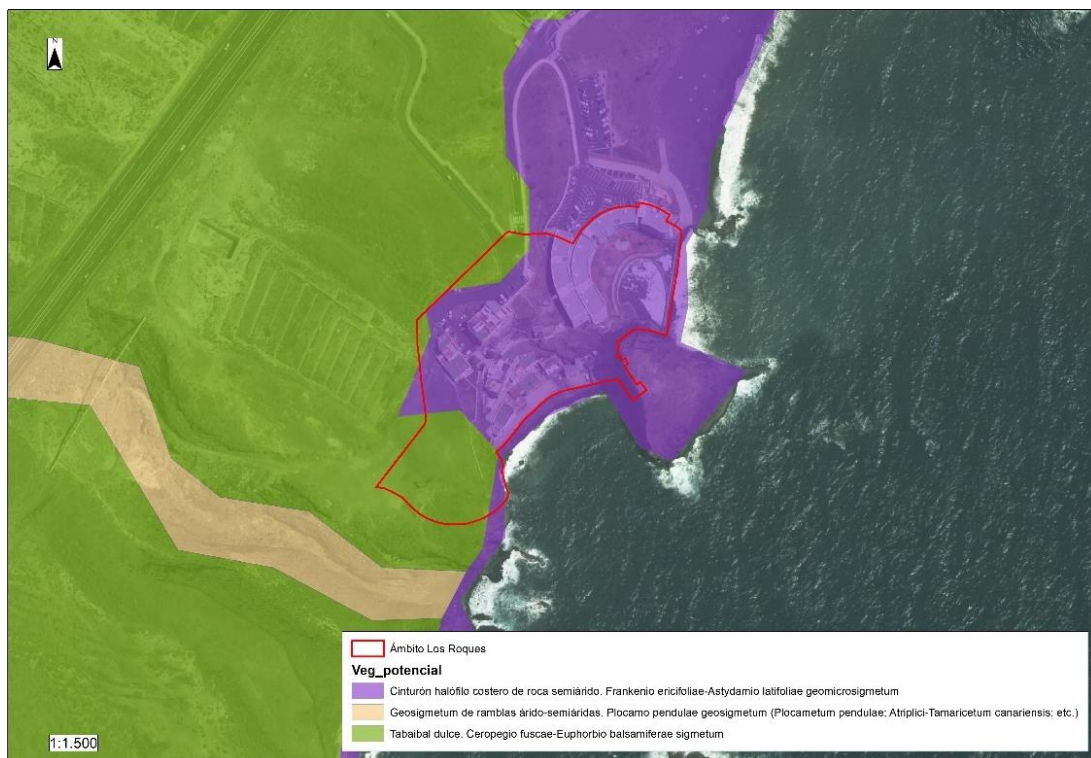 N
Ámbito Los Roques
Veg_potencial
Cinturón halófilo costero de roca semiárido. Frankenio ericifoliae-Astydamio latifoliae geomicrosigmetum
Geosigmetum de ramblas árido-semiáridas. Plocamo pendulae geosigmetum (Plocametum pendulae; Atriplici-Tamaricetum canariensis; etc.)
Tabaibal dulce. Ceropegio fuscae-Euphorbio balsamiferae sigmetum
1:1.500